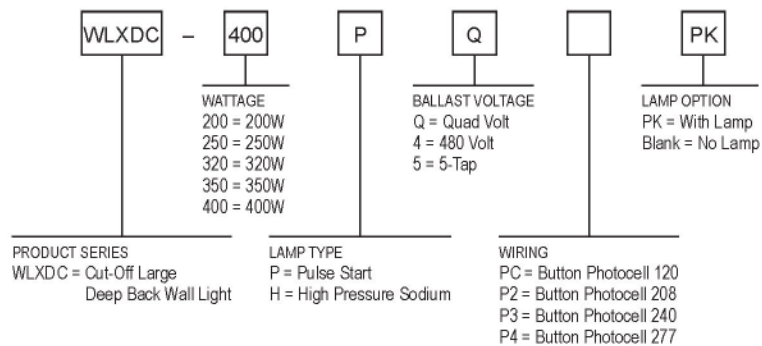 WLXDC - 400 P Q PK
WATTAGE
200 = 200W
250 = 250W
320 = 320W
350 = 350W
400 = 400W
BALLAST VOLTAGE
Q = Quad Volt
4 = 480 Volt
5 = 5-Tap
LAMP OPTION
PK = With Lamp
Blank = No Lamp
PRODUCT SERIES
WLXDC = Cut-Off Large
Deep Back Wall Light
LAMP TYPE
P = Pulse Start
H = High Pressure Sodium
WIRING
PC = Button Photocell 120
P2 = Button Photocell 208
P3 = Button Photocell 240
P4 = Button Photocell 277